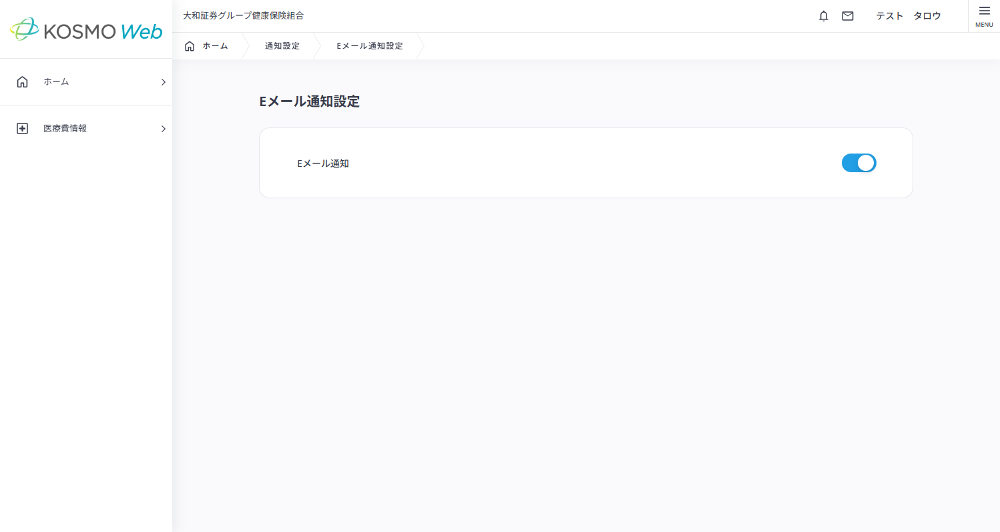 KOSMO Web
大和証券グループ健康保険組合
テスト　タロウ
MENU
ホーム
通知設定
Eメール通知設定
ホーム
医療費情報
Eメール通知設定
Eメール通知